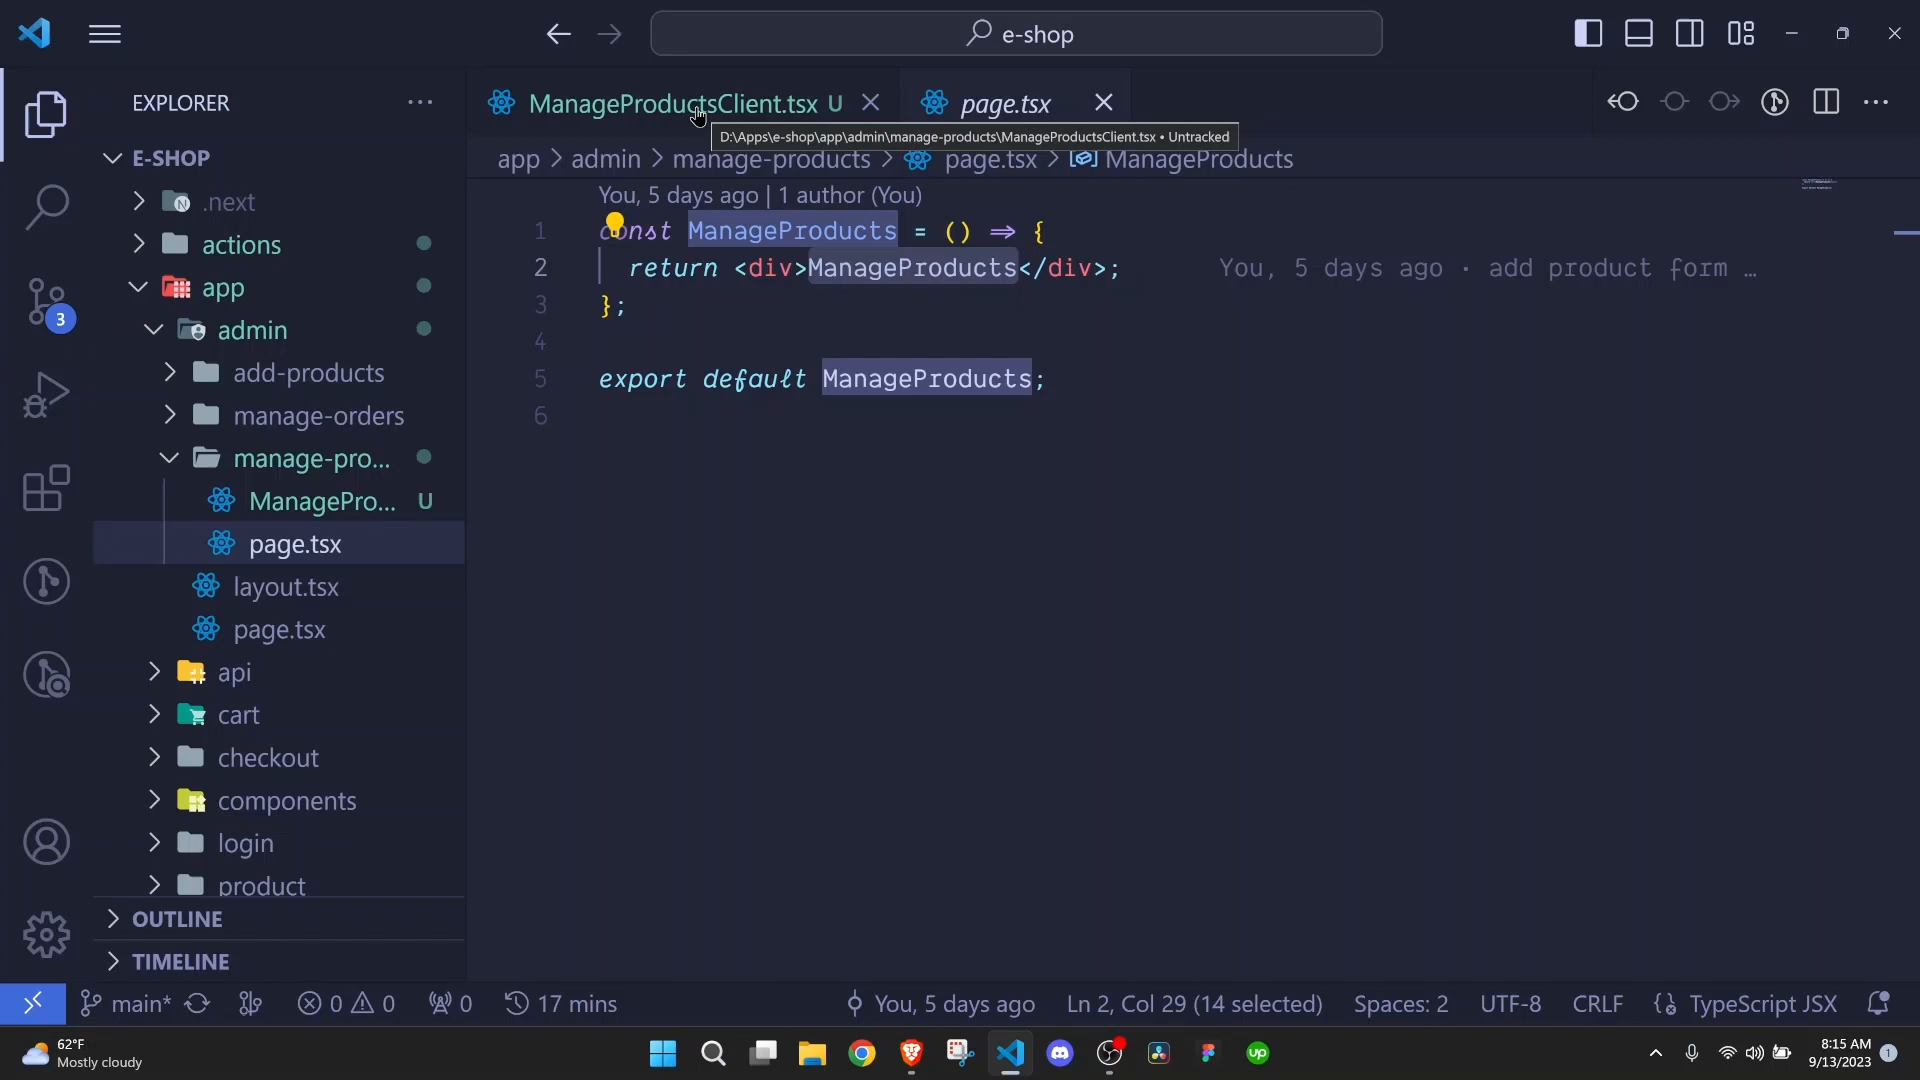 e-shop
EXPLORER
ManageProductsClient.tsx U
page.tsx
D:\Apps\e-shop\app\admin\manage-products\ManageProductsClient.tsx • Untracked
app > admin > manage-products > page.tsx > ManageProducts
E-SHOP
.next
actions
app
admin
add-products
manage-orders
manage-pro...
ManagePro... U
page.tsx
layout.tsx
page.tsx
api
cart
checkout
components
login
product
OUTLINE
TIMELINE
3
You, 5 days ago | 1 author (You)
1 const ManageProducts = () => {
2 return <div>ManageProducts</div>; You, 5 days ago • add product form …
3 };
4
5 export default ManageProducts;
6
main* 0 0 0 17 mins You, 5 days ago Ln 2, Col 29 (14 selected) Spaces: 2 UTF-8 CRLF TypeScript JSX
62°F
Mostly cloudy
up
8:15 AM
9/13/2023
1